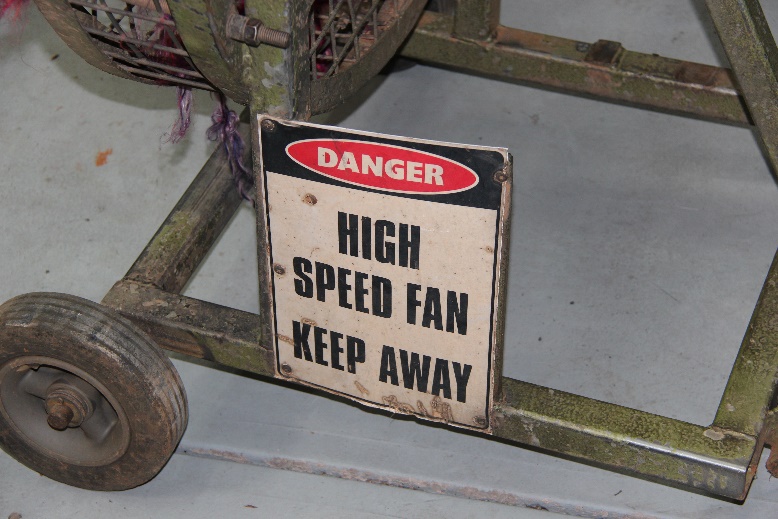 DANGER
HIGH
SPEED FAN
KEEP AWAY